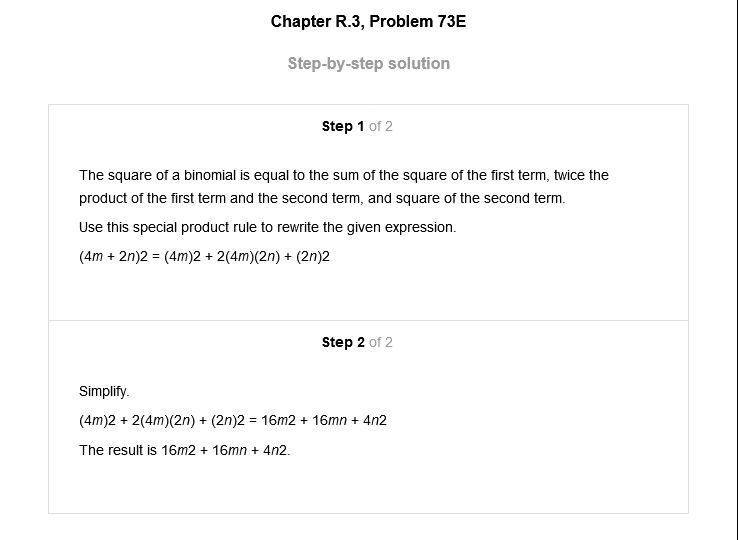 Chapter R.3, Problem 73E
Step-by-step solution
Step 1 of 2
The square of a binomial is equal to the sum of the square of the first term, twice the
product of the first term and the second term, and square of the second term.
Use this special product rule to rewrite the given expression.
(4m + 2n)2 = (4m)2 + 2(4m)(2n) + (2n)2
Step 2 of 2
Simplify.
(4m)2 + 2(4m)(2n) + (2n)2 = 16m2 + 16mn + 4n2
The result is 16m2 + 16mn + 4n2.